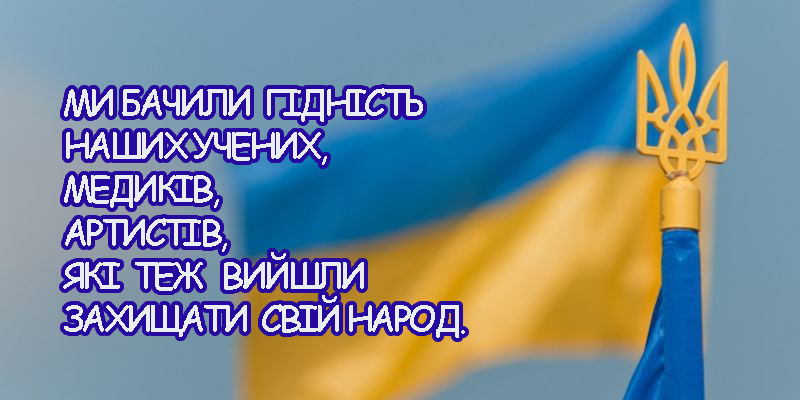 МИ БАЧИЛИ ГІДНІСТЬ
НАШИХ УЧЕНИХ,
МЕДИКІВ,
АРТИСТІВ,
ЯКІ ТЕЖ ВИЙШЛИ
ЗАХИЩАТИ СВІЙ НАРОД.